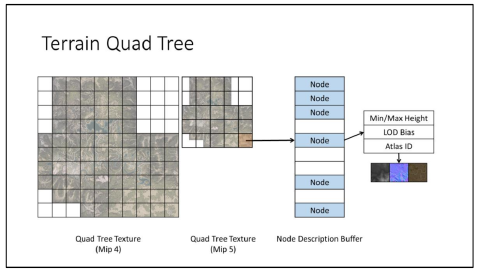 Terrain Quad Tree
Node
Node
Node
Node
Node
Node
Min/Max Height
LOD Bias
Atlas ID
Quad Tree Texture
(Mip 4)
Quad Tree Texture
(Mip 5)
Node Description Buffer